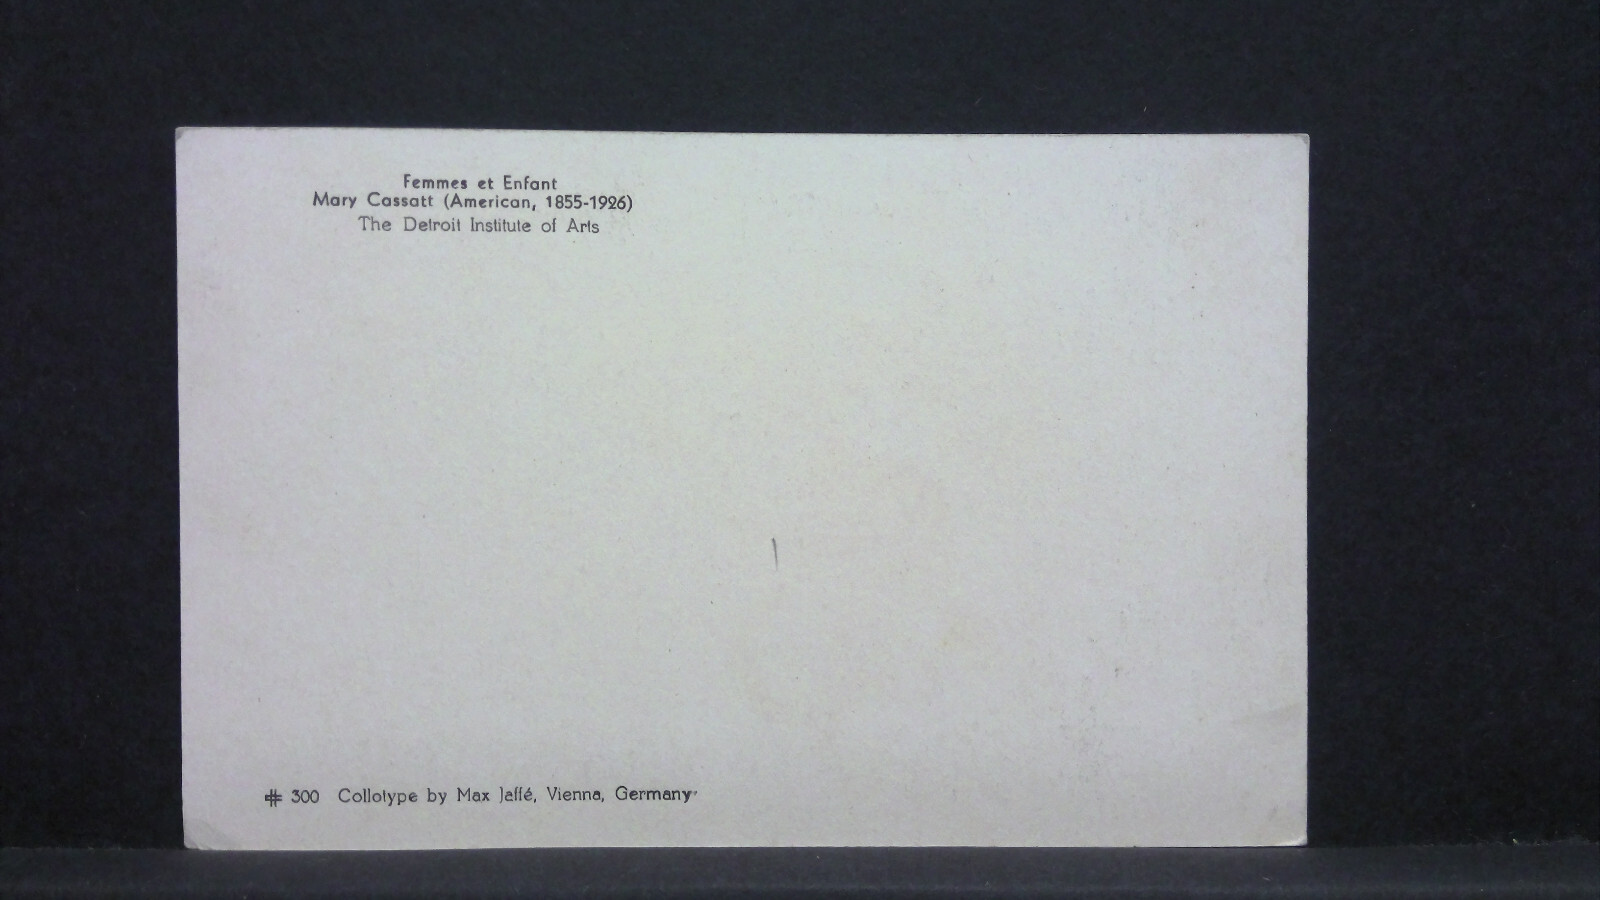 Femmes et Enfant
Mary Cassatt (American, 1855-1926)
The Detroit Institute of Arts
# 300 Collotype by Max Jaffé, Vienna, Germany